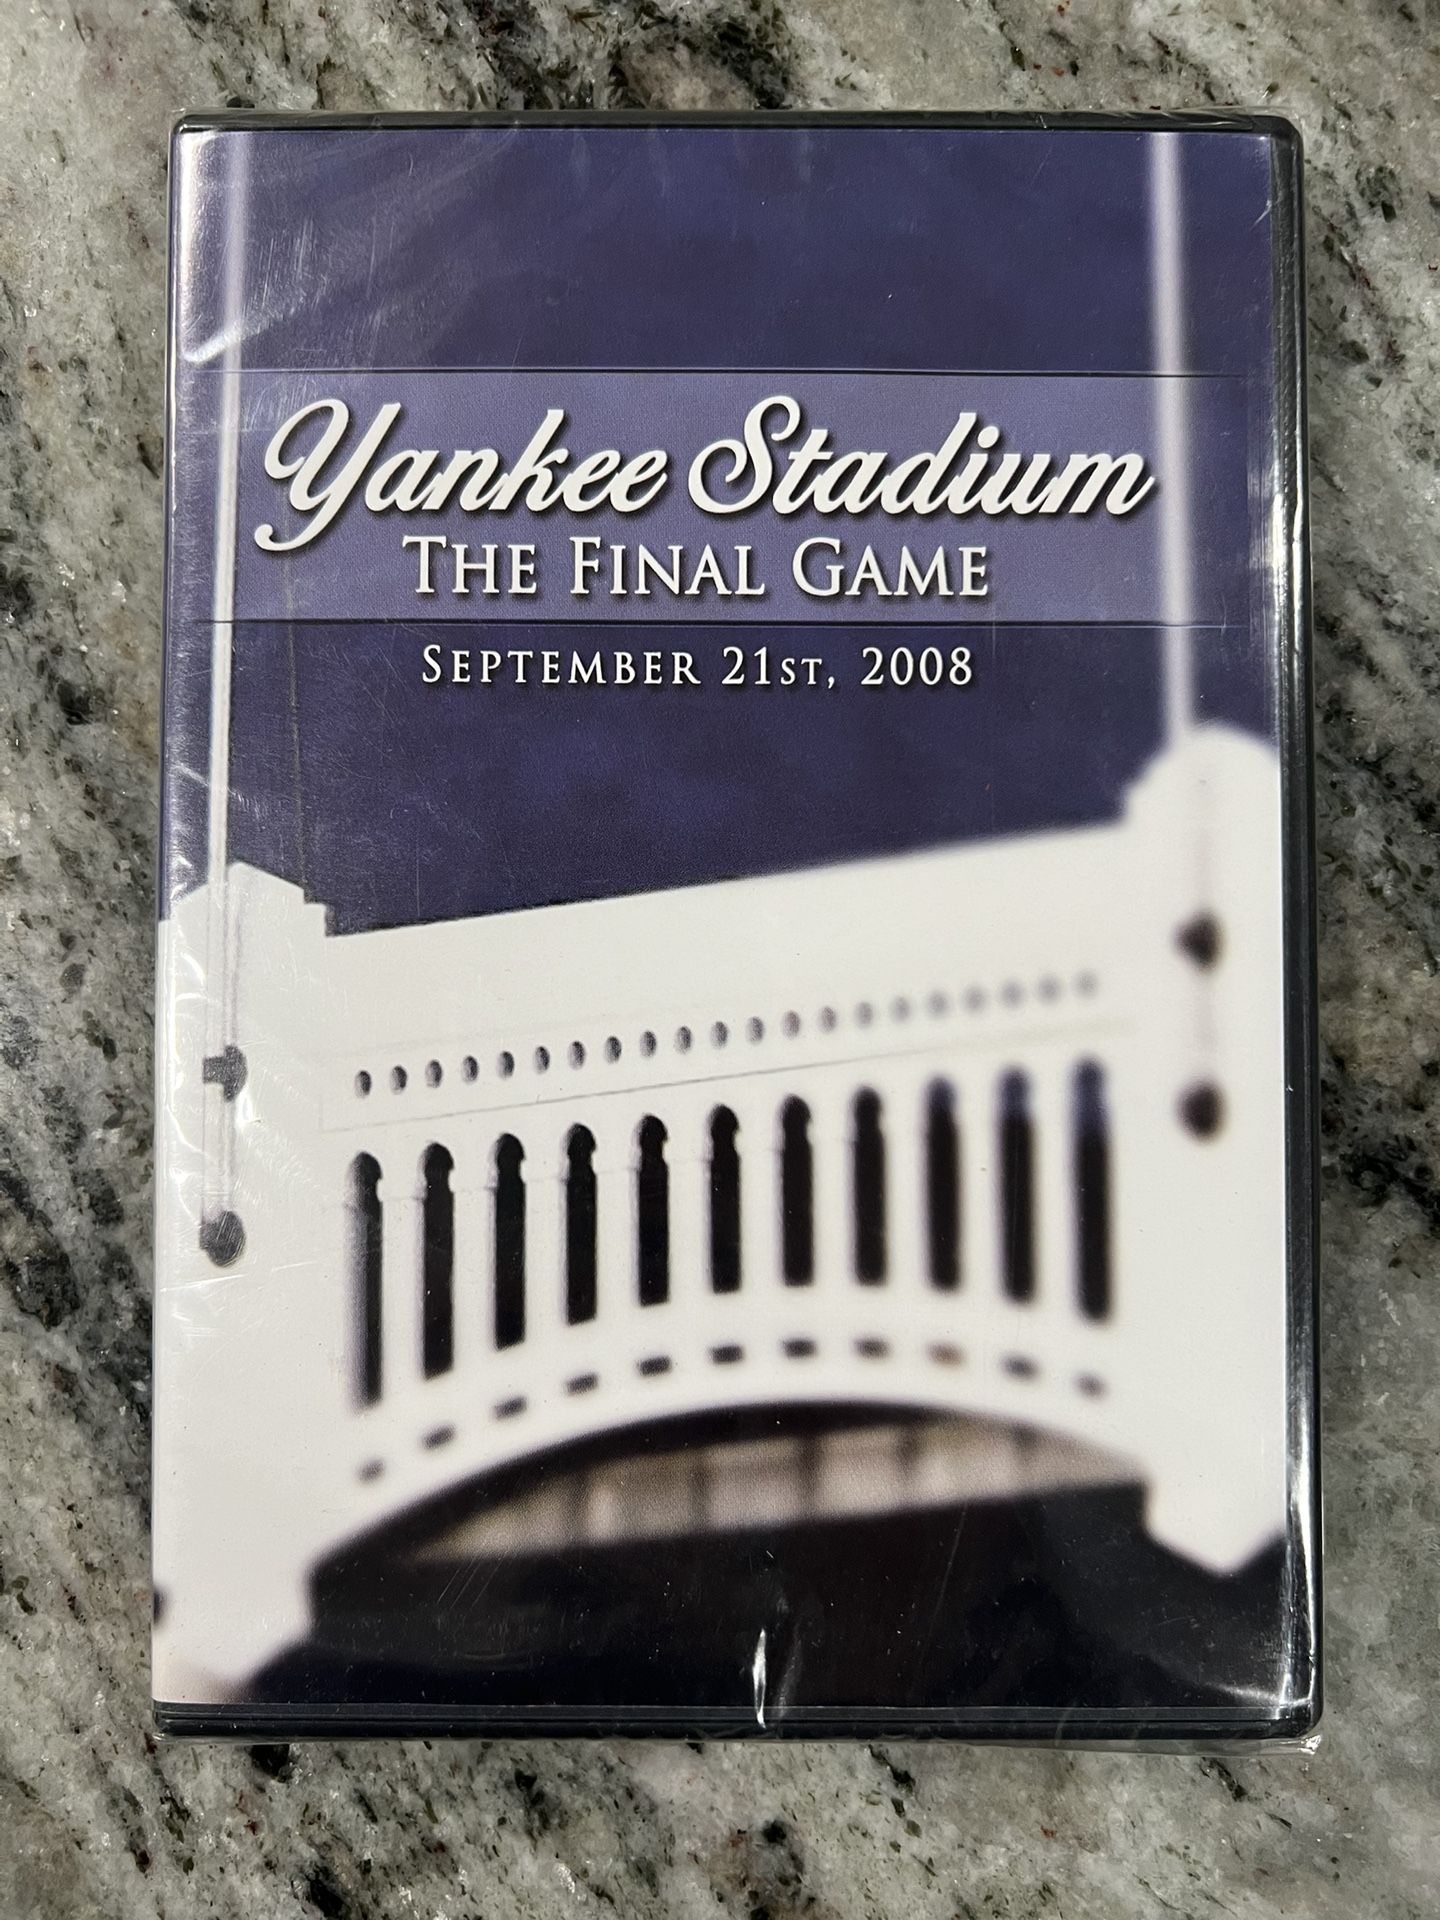 Yankee Stadium
THE FINAL GAME
SEPTEMBER 21ST, 2008